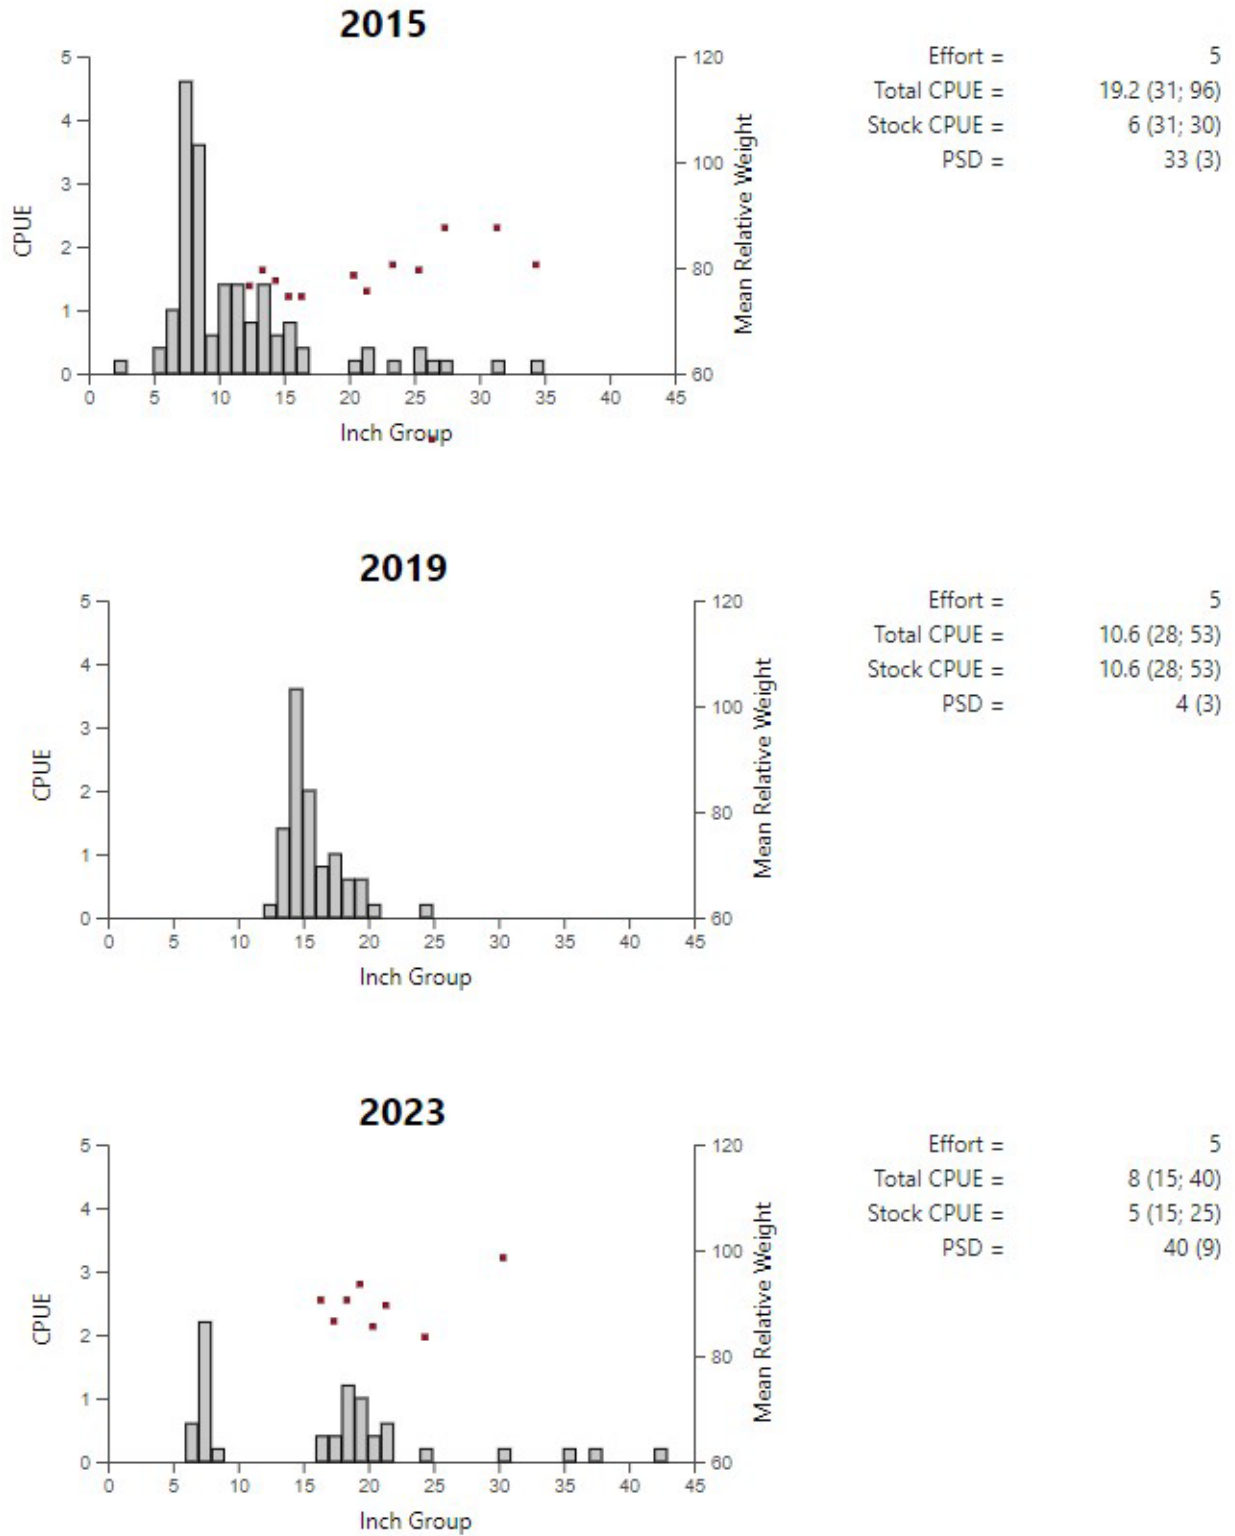 2015
5
4
3
2
1
0
CPUE
0 5 10 15 20 25 30 35 40 45
Inch Group
120
100
80
60
Mean Relative Weight
Effort = 5
Total CPUE = 19.2 (31; 96)
Stock CPUE = 6 (31; 30)
PSD = 33 (3)
2019
5
4
3
2
1
0
CPUE
0 5 10 15 20 25 30 35 40 45
Inch Group
120
100
80
60
Mean Relative Weight
Effort = 5
Total CPUE = 10.6 (28; 53)
Stock CPUE = 10.6 (28; 53)
PSD = 4 (3)
2023
5
4
3
2
1
0
CPUE
0 5 10 15 20 25 30 35 40 45
Inch Group
120
100
80
60
Mean Relative Weight
Effort = 5
Total CPUE = 8 (15; 40)
Stock CPUE = 5 (15; 25)
PSD = 40 (9)